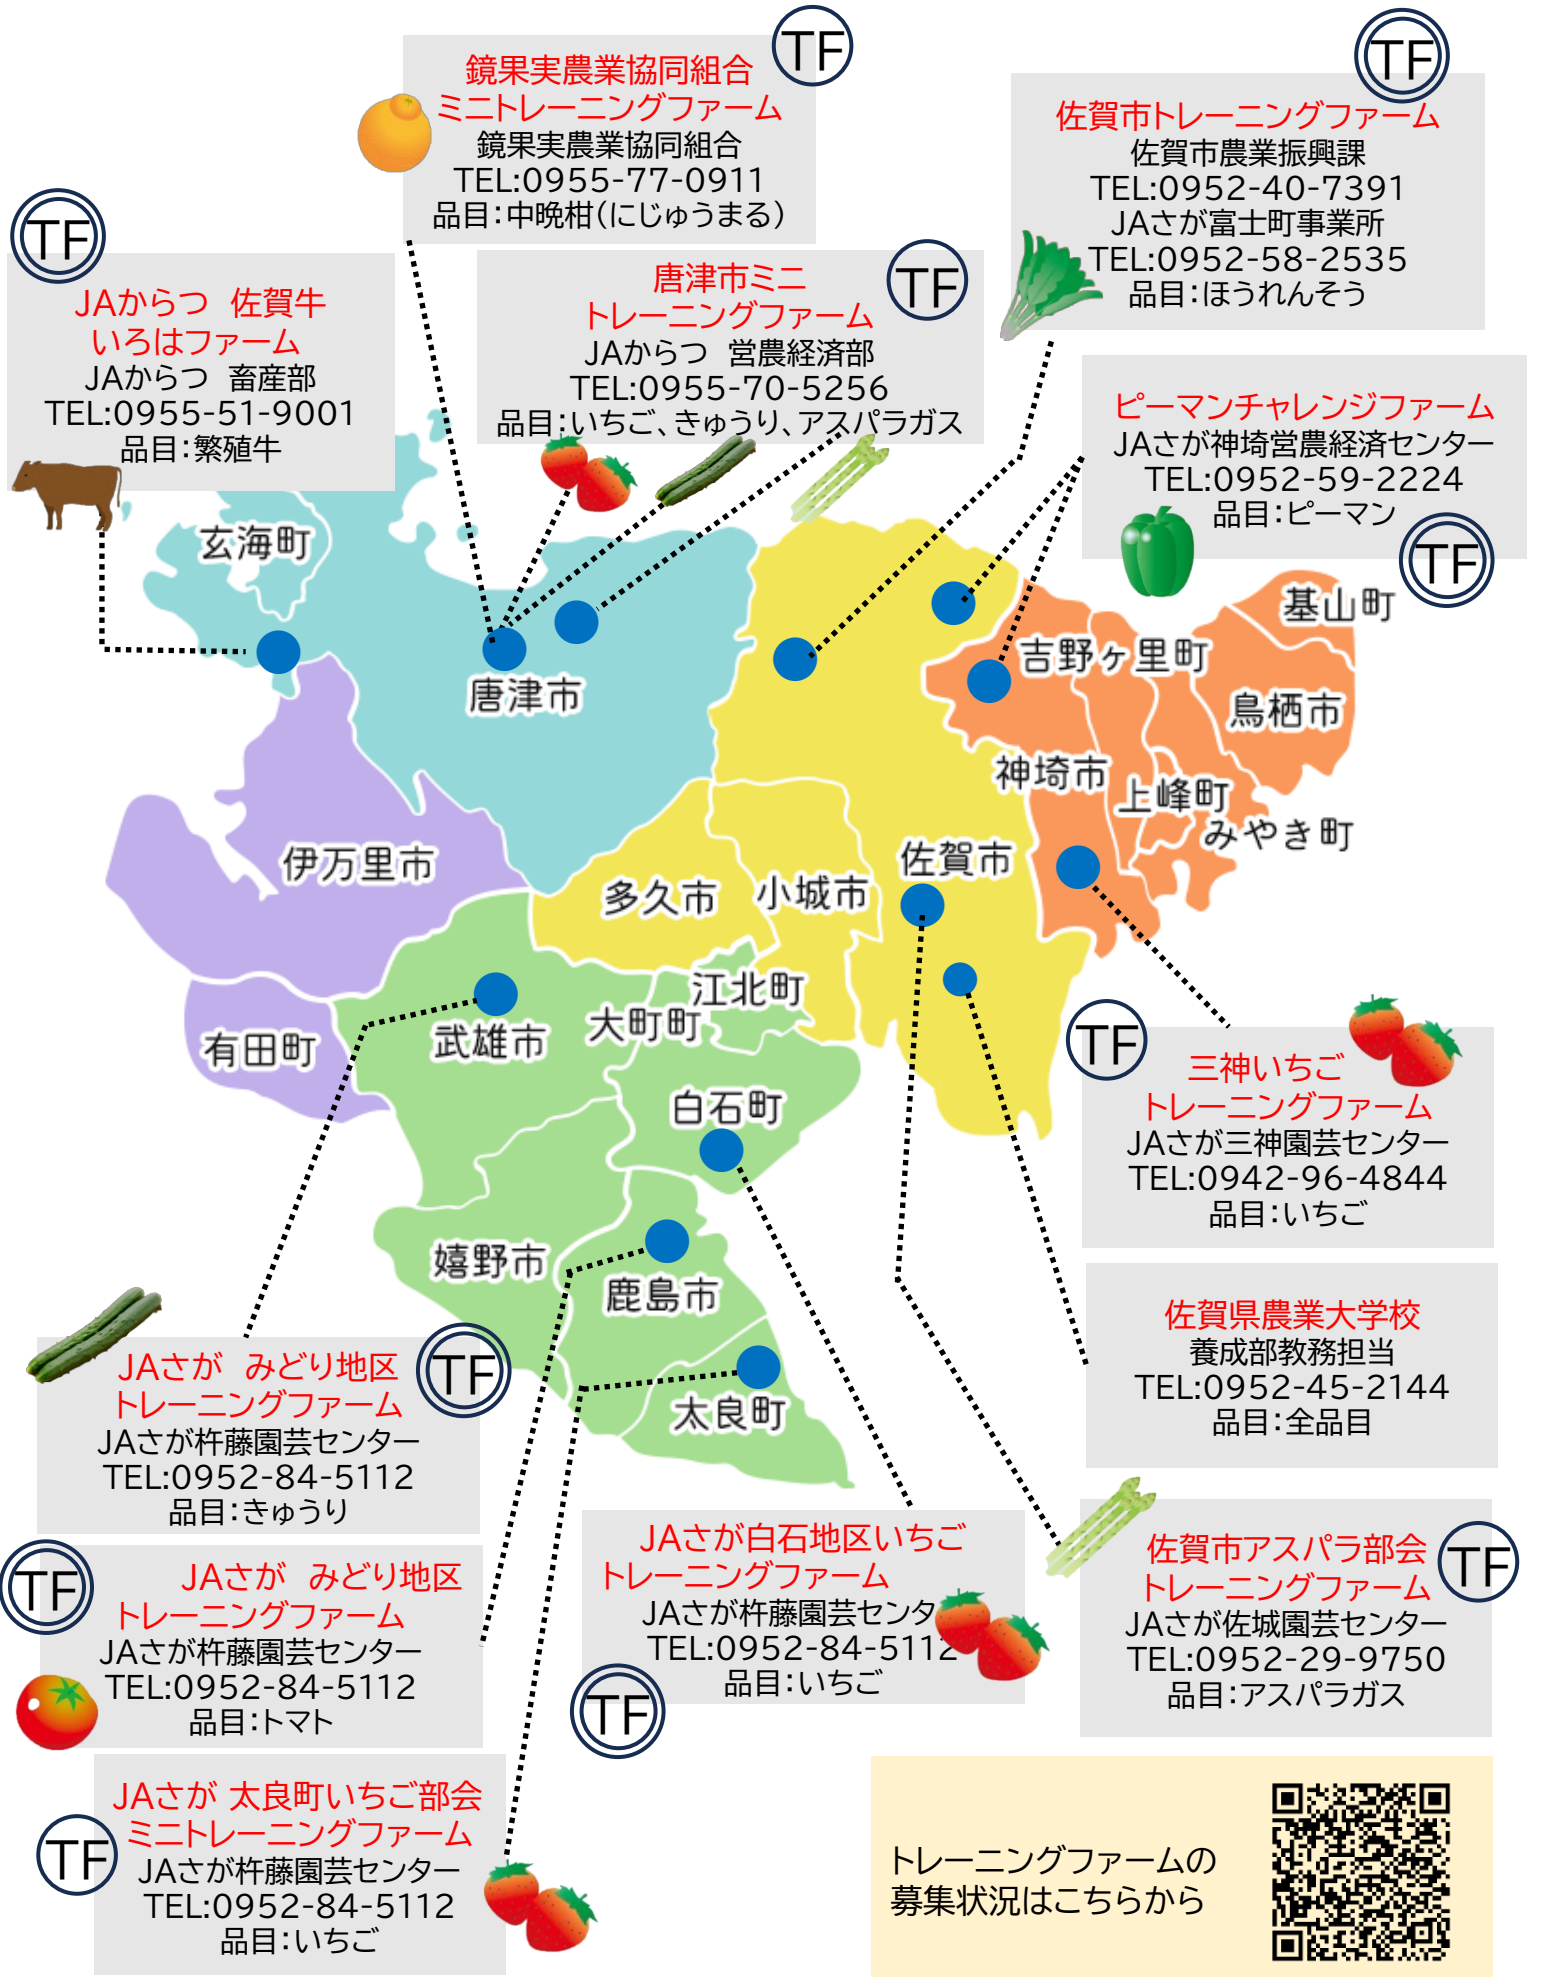 TF
鏡果実農業協同組合
ミニトレーニングファーム
鏡果実農業協同組合
TEL:0955-77-0911
品目：中晩柑(にじゅうまる)
TF
佐賀市トレーニングファーム
佐賀市農業振興課
TEL:0952-40-7391
JAさが富士町事業所
TEL:0952-58-2535
品目：ほうれんそう
TF
JAからつ　佐賀牛
いろはファーム
JAからつ　畜産部
TEL:0955-51-9001
品目：繁殖牛
TF
唐津市ミニ
トレーニングファーム
JAからつ　営農経済部
TEL:0955-70-5256
品目：いちご、きゅうり、アスパラガス
ピーマンチャレンジファーム
JAさが神埼営農経済センター
TEL:0952-59-2224
品目：ピーマン
TF
玄海町
唐津市
基山町
吉野ヶ里町
鳥栖市
神埼市
上峰町
みやき町
伊万里市
多久市
小城市
佐賀市
有田町
武雄市
大町町
江北町
白石町
嬉野市
鹿島市
太良町
TF
三神いちご
トレーニングファーム
JAさが三神園芸センター
TEL:0942-96-4844
品目：いちご
佐賀県農業大学校
養成部教務担当
TEL:0952-45-2144
品目：全品目
TF
JAさが　みどり地区
トレーニングファーム
JAさが杵藤園芸センター
TEL:0952-84-5112
品目：きゅうり
TF
JAさが　みどり地区
トレーニングファーム
JAさが杵藤園芸センター
TEL:0952-84-5112
品目：トマト
JAさが白石地区いちご
トレーニングファーム
JAさが杵藤園芸センタ
TEL:0952-84-5112
品目：いちご
TF
佐賀市アスパラ部会
トレーニングファーム
JAさが佐城園芸センター
TEL:0952-29-9750
品目：アスパラガス
TF
TF
JAさが 太良町いちご部会
ミニトレーニングファーム
JAさが杵藤園芸センター
TEL:0952-84-5112
品目：いちご
トレーニングファームの
募集状況はこちらから